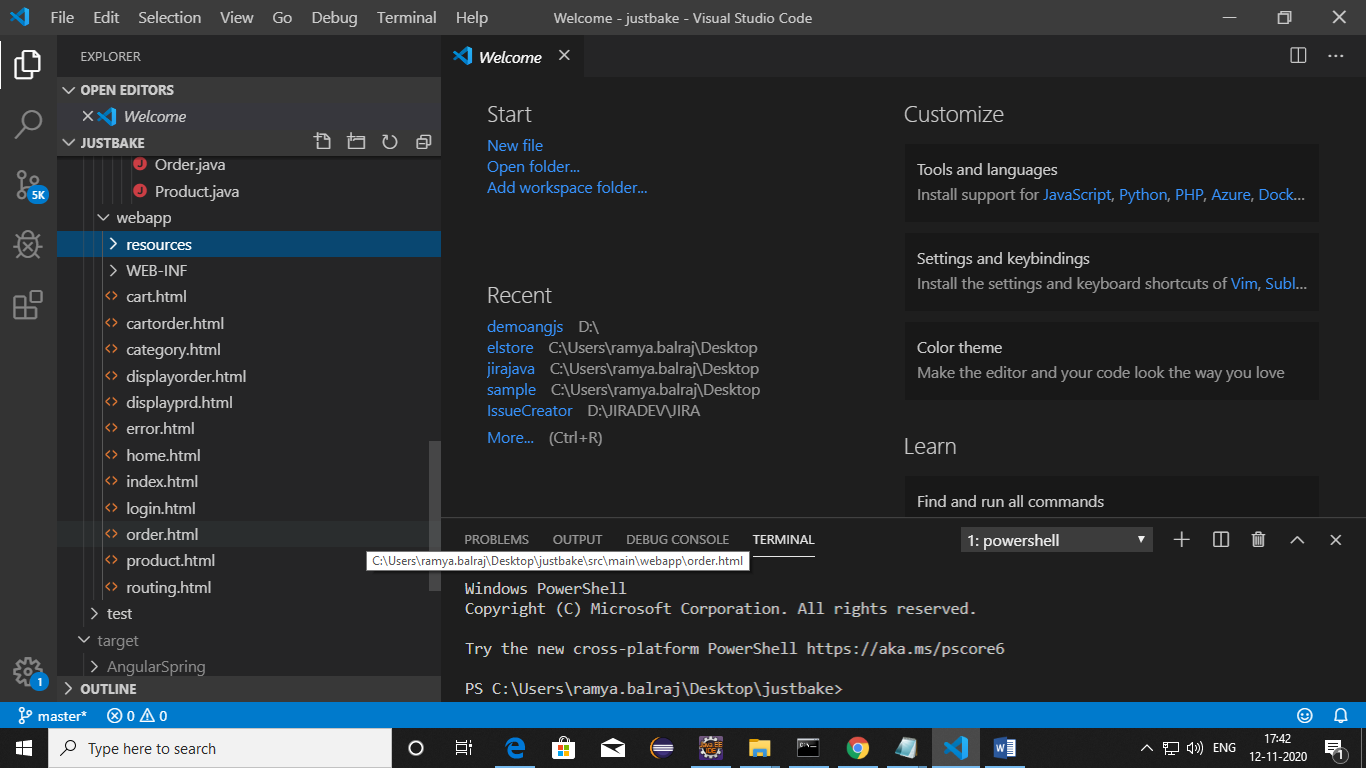 File Edit Selection View Go Debug Terminal Help Welcome - justbake - Visual Studio Code
EXPLORER
OPEN EDITORS
Welcome
JUSTBAKE
Order.java
Product.java
webapp
resources
WEB-INF
cart.html
cartorder.html
category.html
displayorder.html
displayprd.html
error.html
home.html
index.html
login.html
order.html
product.html
routing.html
test
target
AngularSpring
OUTLINE
5K
1
Welcome
Start
New file
Open folder...
Add workspace folder...
Recent
demoangjs D:\
elstore C:\Users\ramya.balraj\Desktop
jirajava C:\Users\ramya.balraj\Desktop
sample C:\Users\ramya.balraj\Desktop
IssueCreator D:\JIRADEV\JIRA
More... (Ctrl+R)
Customize
Tools and languages
Install support for JavaScript, Python, PHP, Azure, Dock...
Settings and keybindings
Install the settings and keyboard shortcuts of Vim, Subl...
Color theme
Make the editor and your code look the way you love
Learn
Find and run all commands
PROBLEMS OUTPUT DEBUG CONSOLE TERMINAL 1: powershell
C:\Users\ramya.balraj\Desktop\justbake\src\main\webapp\order.html
Windows PowerShell
Copyright (C) Microsoft Corporation. All rights reserved.
Try the new cross-platform PowerShell https://aka.ms/pscore6
PS C:\Users\ramya.balraj\Desktop\justbake>
master* 0 0
Type here to search
ENG
17:42
12-11-2020
1